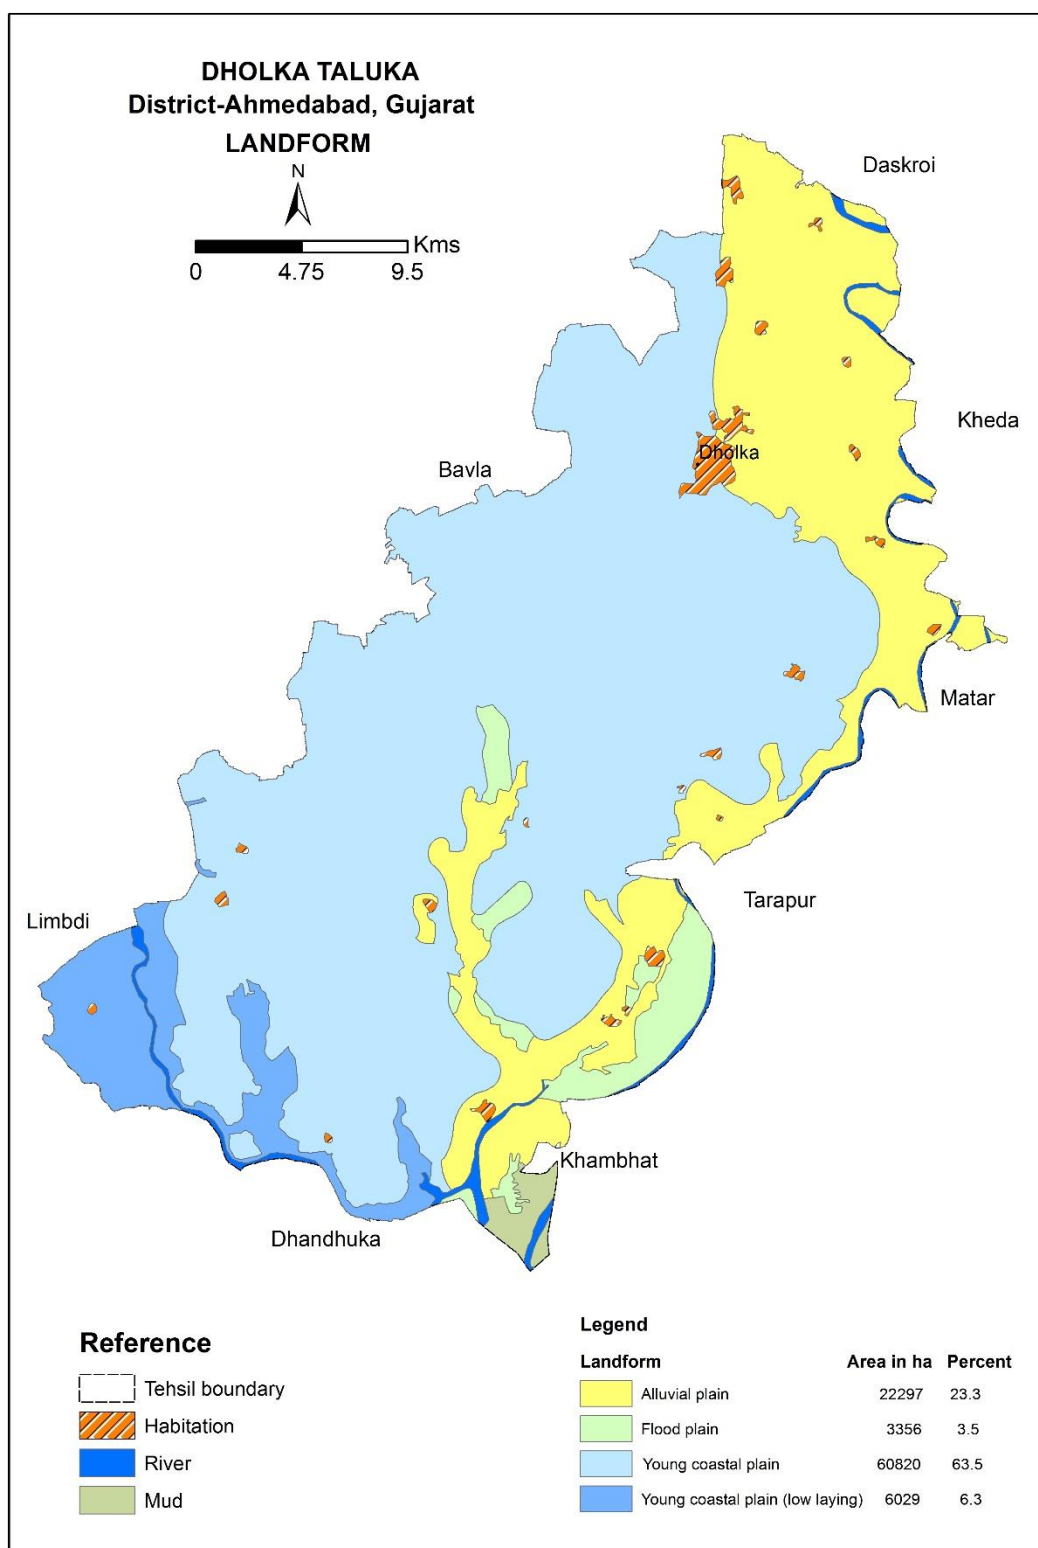 DHOLKA TALUKA
District-Ahmedabad, Gujarat
LANDFORM
N
Kms
0 4.75 9.5
Daskroi
Kheda
Dholka
Bavla
Matar
Tarapur
Limbdi
Khambhat
Dhandhuka
Reference
Tehsil boundary
Habitation
River
Mud
Legend
Landform Area in ha Percent
Alluvial plain 22297 23.3
Flood plain 3356 3.5
Young coastal plain 60820 63.5
Young coastal plain (low laying) 6029 6.3